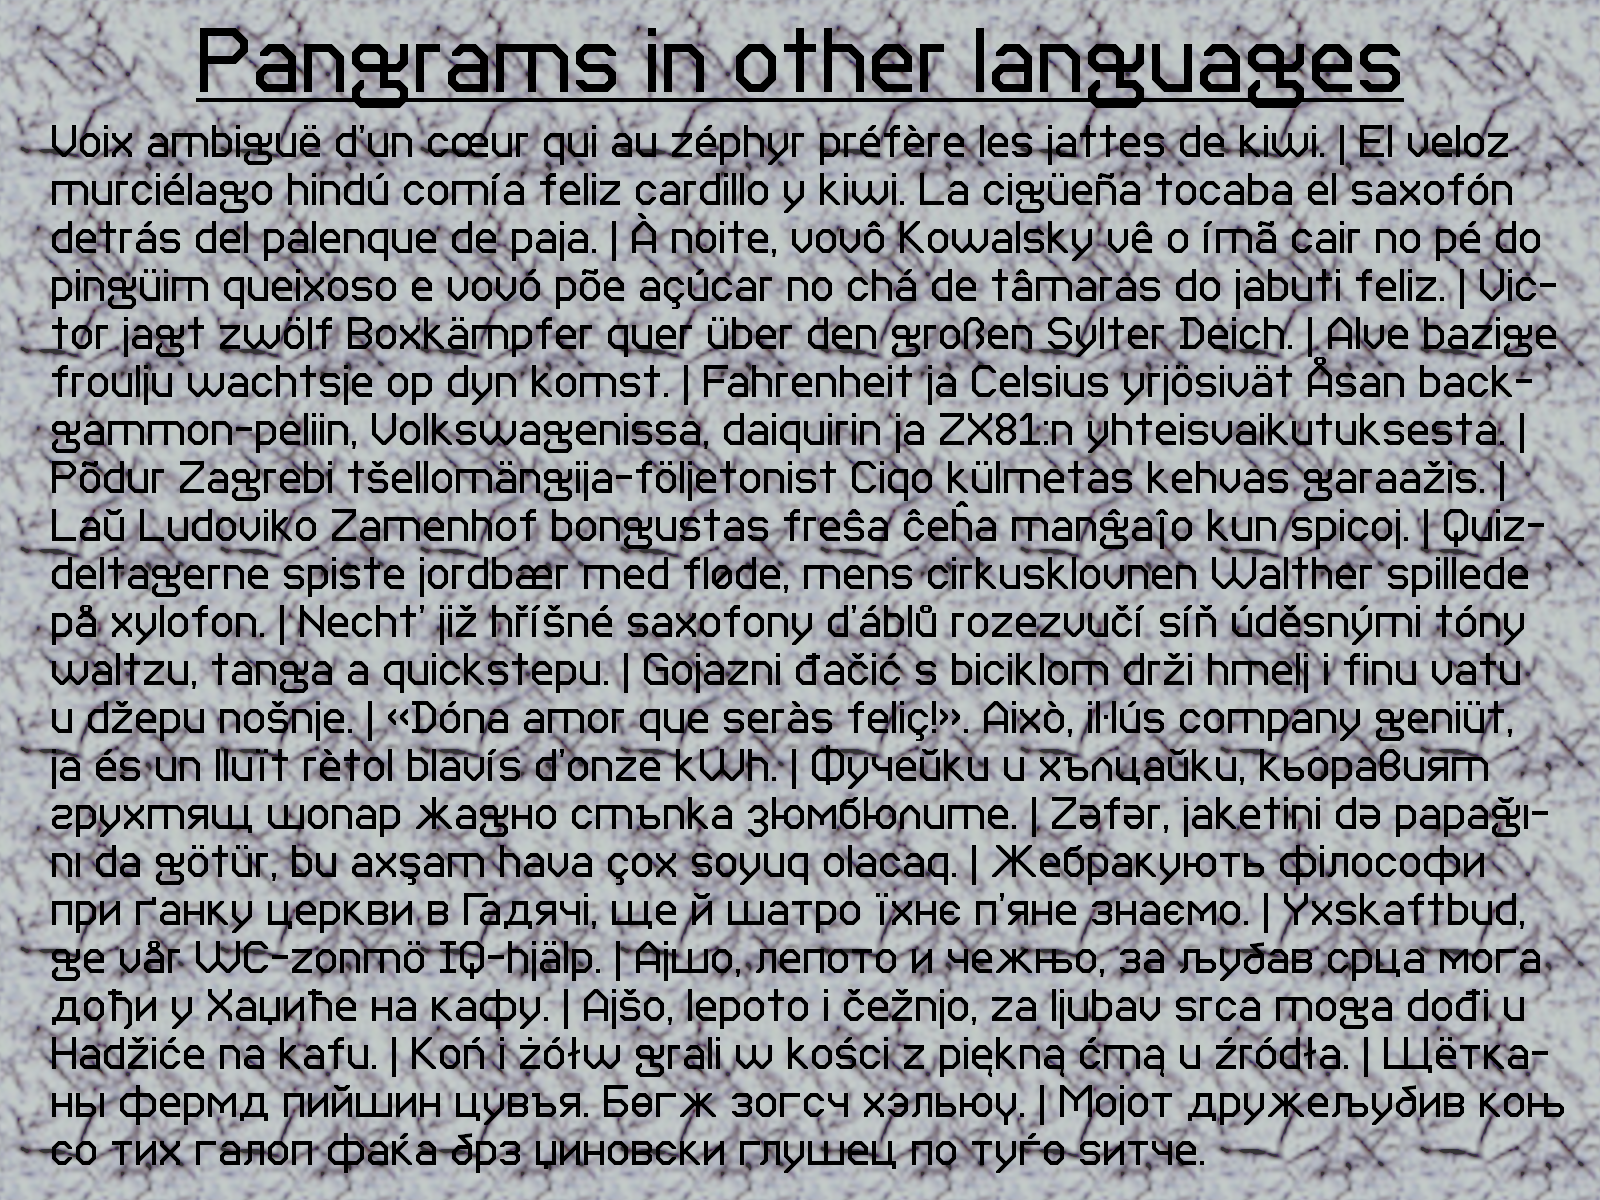 Pangrams in other languages
Voix ambiguë d'un cœur qui au zéphyr préfère les jattes de kiwi. | El veloz
murciélago hindú comía feliz cardillo y kiwi. La cigüeña tocaba el saxofón
detrás del palenque de paja. | À noite, vovô Kowalsky vê o ímã cair no pé do
pingüim queixoso e vovó põe açúcar no chá de tâmaras do jabuti feliz. | Vic-
tor jagt zwölf Boxkämpfer quer über den großen Sylter Deich. | Alve bazige
froulju wachtsje op dyn komst. | Fahrenheit ja Celsius yrjösivät Åsan back-
gammon-peliin, Volkswagenissa, daiquirin ja ZX81:n yhteisvaikutuksesta. |
Põdur Zagrebi tšellomängija-följetonist Ciqo külmetas kehvas garaažis. |
Laŭ Ludoviko Zamenhof bongustas freŝa ĉeĥa manĝaĵo kun spicoj. | Quiz-
deltagerne spiste jordbær med fløde, mens cirkusklovnen Walther spillede
på xylofon. | Nechť již hříšné saxofony ďáblů rozezvučí síň úděsnými tóny
waltzu, tanga a quickstepu. | Gojazni đačić s biciklom drži hmelj i finu vatu
u džepu nošnje. | «Dóna amor que seràs feliç!». Això, il·lús company geniüt,
ja és un lluït rètol blavís d'onze kWh. | Фучейки и хълцайки, кьоравият
грухтящ шопар жадно стъпка зюмбюлите. | Zəfər, jaketini də papağı-
nı da götür, bu axşam hava çox soyuq olacaq. | Жебракують філософи
при ґанку церкви в Гадячі, ще й шатро їхнє п'яне знаємо. | Yxskaftbud,
ge vår WC-zonmö IQ-hjälp. | Ајшо, лепото и чежњо, за љубав срца мога
дођи у Хаџиће на кафу. | Ajšo, lepoto i čežnjo, za ljubav srca moga dođi u
Hadžiće na kafu. | Koń i żółw grali w kości z piękną ćmą u źródła. | Щётка-
ны фермд пийшин цувъя. Бөгж зогсч хэльюү. | Мојот дружељубив коњ
со тих галоп фаќа брз џиновски глушец по туѓо ѕитче.